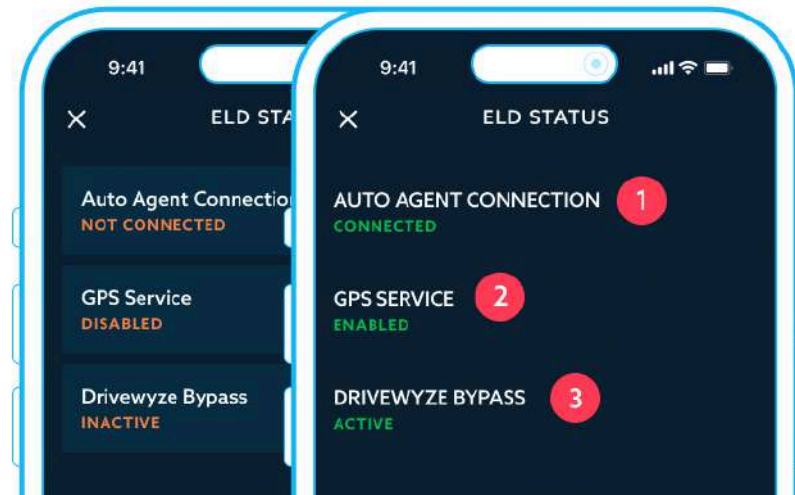 9:41
ELD STA
Auto Agent Connectio
NOT CONNECTED
GPS Service
DISABLED
Drivewyze Bypass
INACTIVE
9:41
ELD STATUS
AUTO AGENT CONNECTION 1
CONNECTED
GPS SERVICE 2
ENABLED
DRIVEWYZE BYPASS 3
ACTIVE